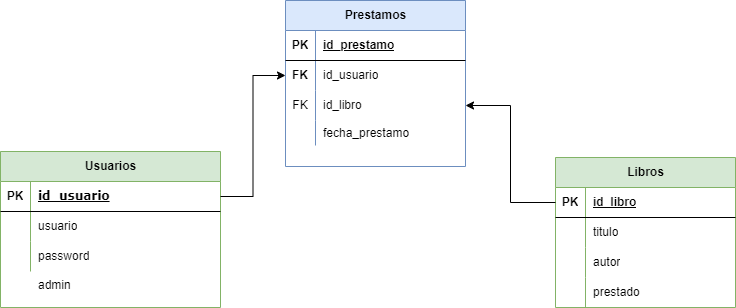 Prestamos
PK id_prestamo
FK id_usuario
FK id_libro
fecha_prestamo
Usuarios
PK id_usuario
usuario
password
admin
Libros
PK id_libro
titulo
autor
prestado